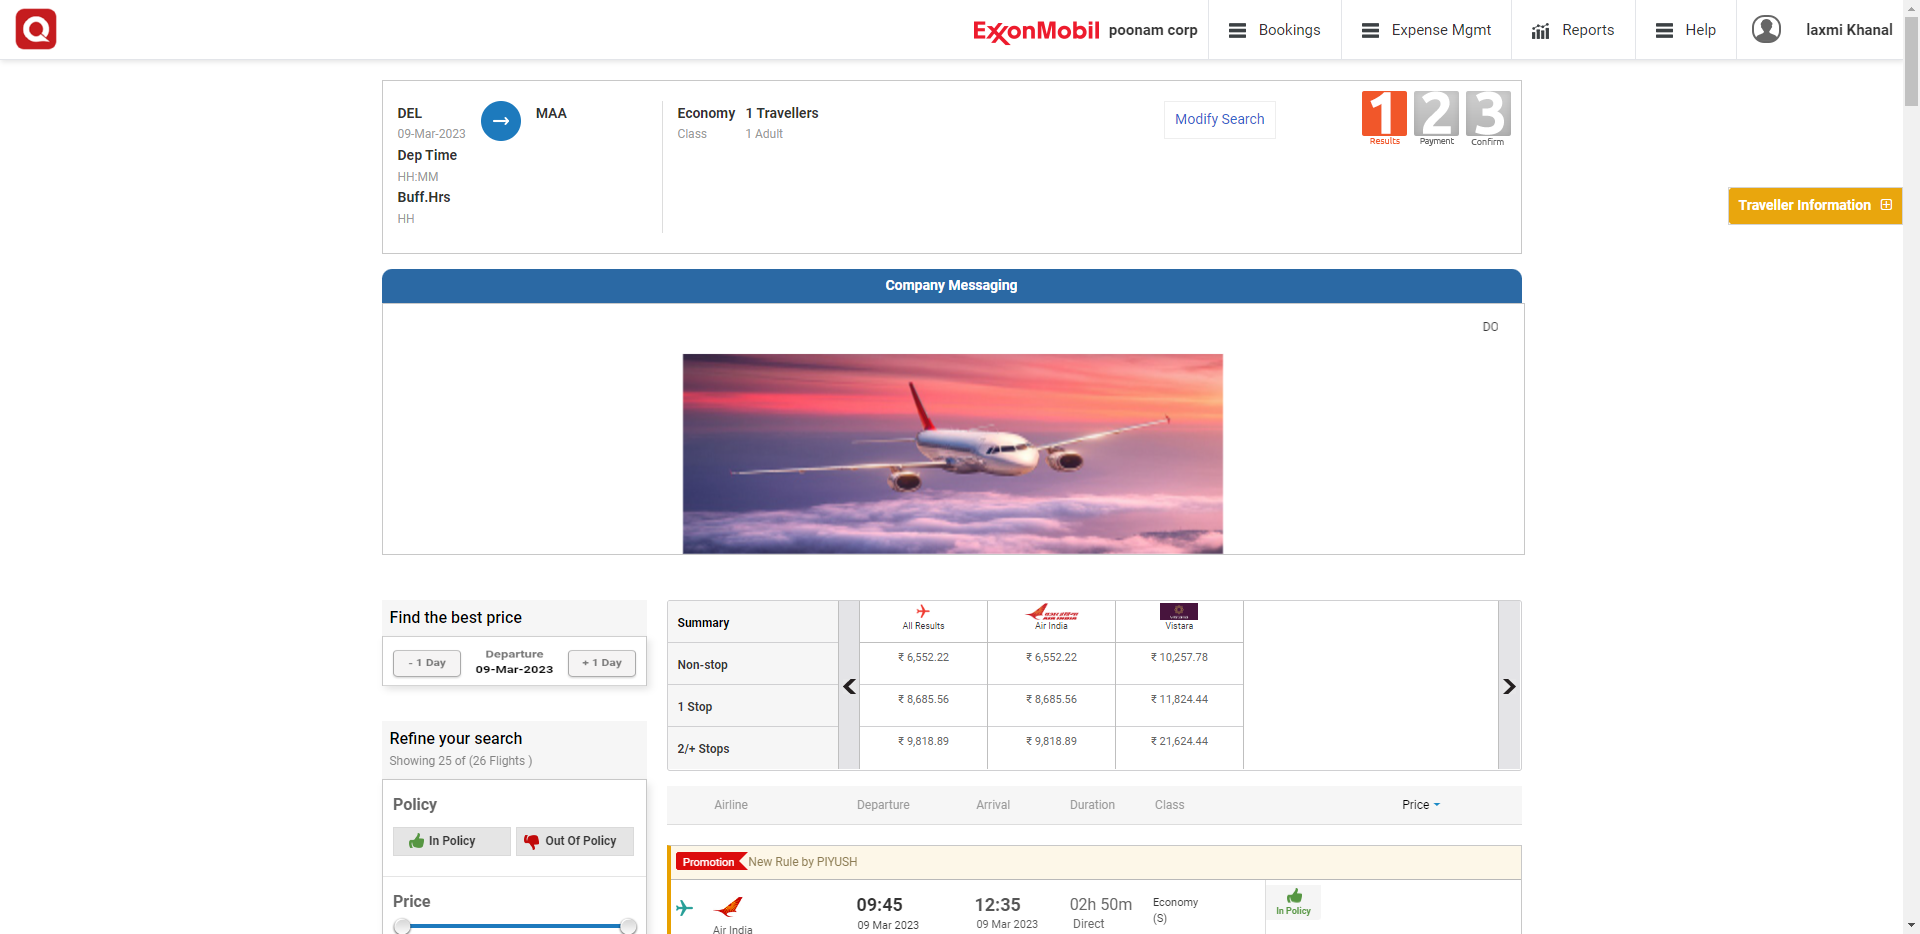 Q
ExxonMobil poonam corp Bookings Expense Mgmt Reports Help laxmi Khanal
DEL MAA Economy 1 Travellers Modify Search 1 2 3
09-Mar-2023 Class 1 Adult Results Payment Confirm
Dep Time
HH:MM
Buff.Hrs
HH
Traveller Information
Company Messaging
DO
Find the best price
- 1 Day Departure + 1 Day
09-Mar-2023
Refine your search
Showing 25 of (26 Flights )
Policy
In Policy Out Of Policy
Price
Summary All Results Air India Vistara
Non-stop ₹ 6,552.22 ₹ 6,552.22 ₹ 10,257.78
1 Stop ₹ 8,685.56 ₹ 8,685.56 ₹ 11,824.44
2/+ Stops ₹ 9,818.89 ₹ 9,818.89 ₹ 21,624.44
Airline Departure Arrival Duration Class Price
Promotion New Rule by PIYUSH
09:45 12:35 02h 50m Economy
Air India 09 Mar 2023 09 Mar 2023 Direct (S) In Policy